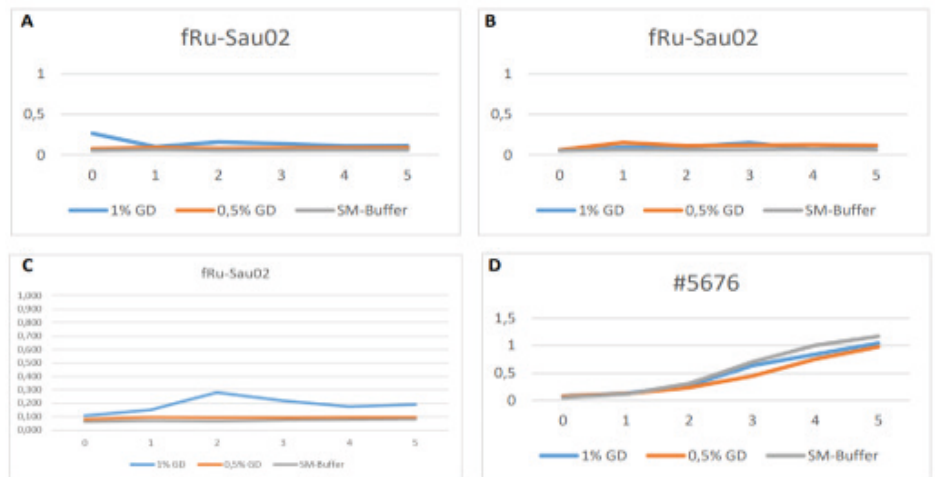 A
fRu-Sau02
1
0,5
0
0 1 2 3 4 5
1% GD 0,5% GD SM-Buffer
B
fRu-Sau02
1
0,5
0
0 1 2 3 4 5
1% GD 0,5% GD SM-Buffer
C
fRu-Sau02
1,000
0,900
0,800
0,700
0,600
0,500
0,400
0,300
0,200
0,100
0,000
0 1 2 3 4 5
1% GD 0,5% GD SM-Buffer
D
#5676
1,5
1
0,5
0
0 1 2 3 4 5
1% GD 0,5% GD SM-Buffer